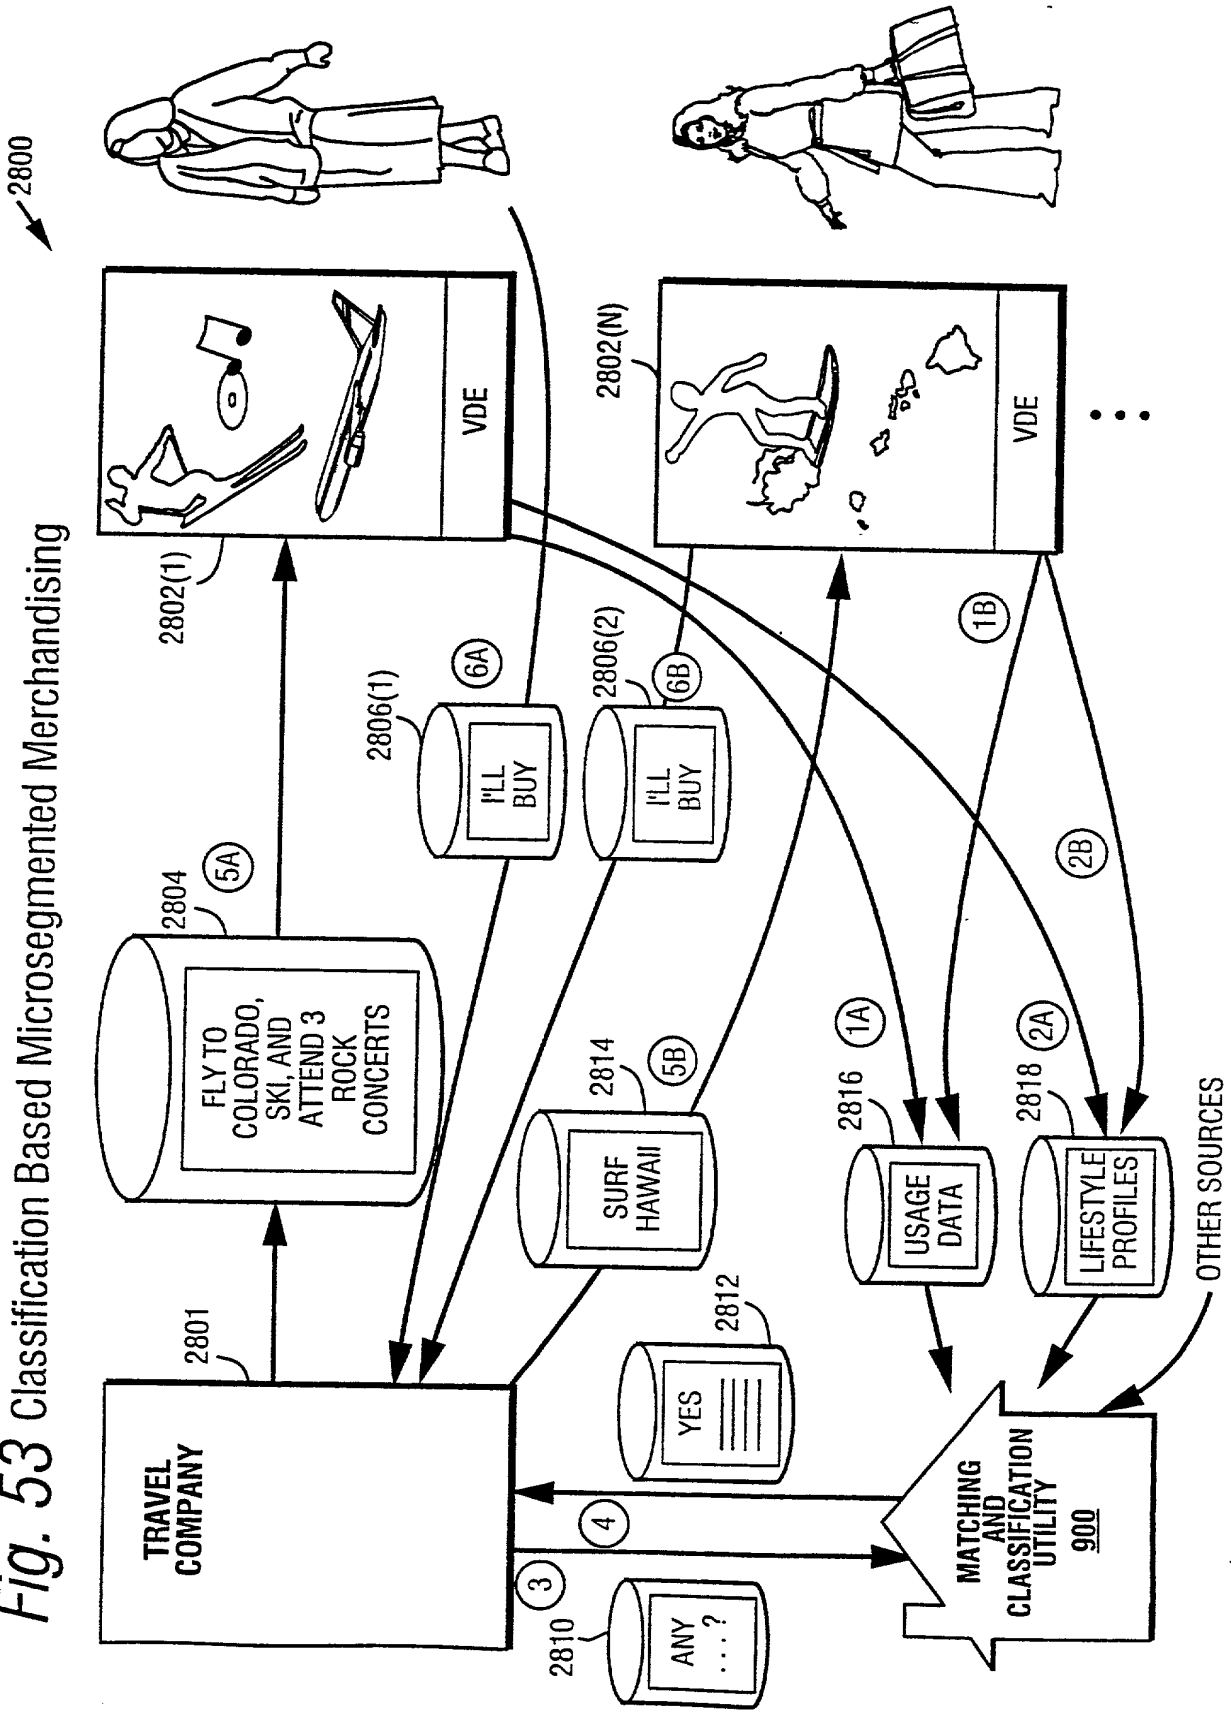 Fig. 53 Classification Based Microsegmented Merchandising
2800
TRAVEL
COMPANY
2801
2804
FLY TO
COLORADO,
SKI, AND
ATTEND 3
ROCK
CONCERTS
5A
2802(1)
VDE
2806(1)
I'LL
BUY
6A
2806(2)
I'LL
BUY
6B
2802(N)
VDE
SURF
HAWAII
2814
5B
3
4
2810
ANY
. . . ?
YES
2812
1A
1B
2A
2B
2816
USAGE
DATA
2818
LIFESTYLE
PROFILES
OTHER SOURCES
MATCHING
AND
CLASSIFICATION
UTILITY
900